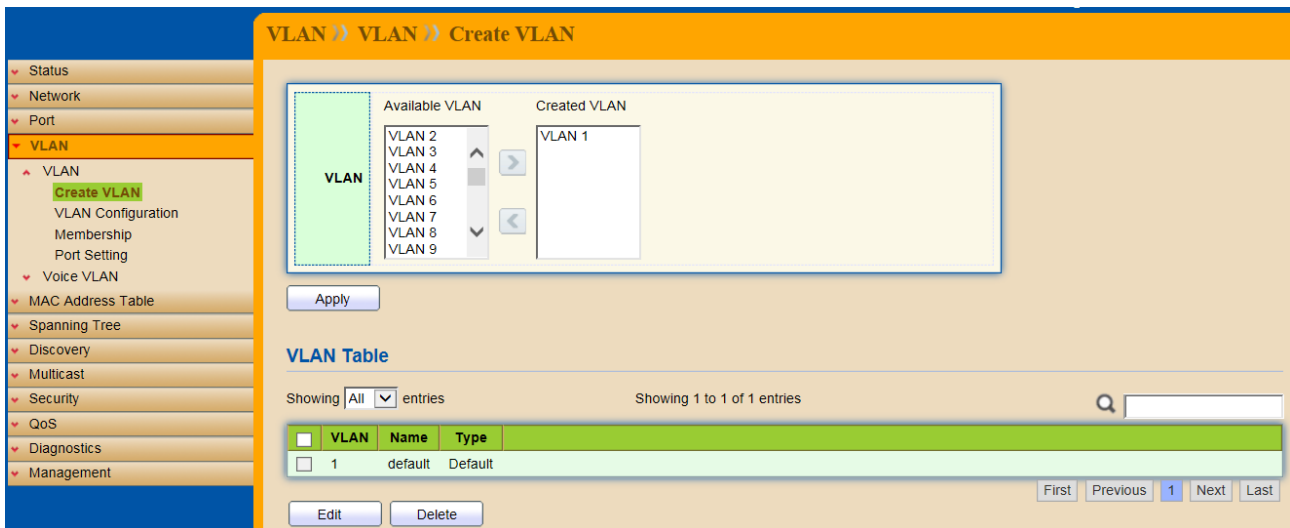 VLAN » VLAN » Create VLAN
Status
Network
Port
VLAN
VLAN
Create VLAN
VLAN Configuration
Membership
Port Setting
Voice VLAN
MAC Address Table
Spanning Tree
Discovery
Multicast
Security
QoS
Diagnostics
Management
Available VLAN Created VLAN
VLAN
VLAN 2
VLAN 3
VLAN 4
VLAN 5
VLAN 6
VLAN 7
VLAN 8
VLAN 9
VLAN 1
Apply
VLAN Table
Showing All entries Showing 1 to 1 of 1 entries
VLAN Name Type
1 default Default
First Previous 1 Next Last
Edit Delete